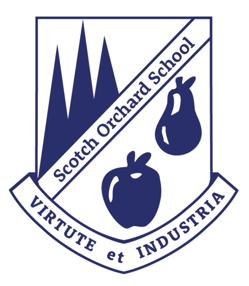 Scotch Orchard School
VIRTUTE et INDUSTRIA